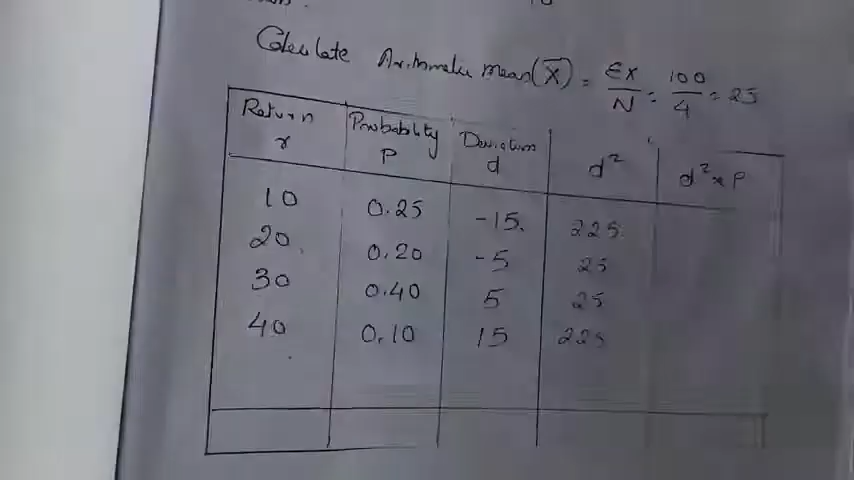 Calculate Arithmatic mean (X̄) = ΣX/N = 100/4 = 25
Return r | Probability P | Deviation d | d² | d²×P
10 | 0.25 | -15 | 225
20 | 0.20 | -5 | 25
30 | 0.40 | 5 | 25
40 | 0.10 | 15 | 225